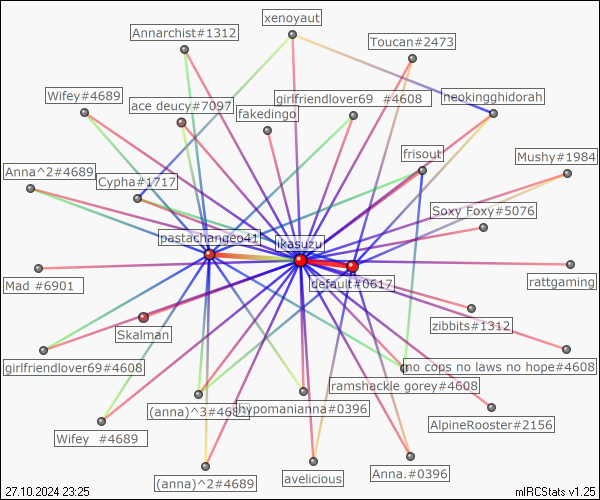 xenoyaut
Annarchist#1312
Toucan#2473
Wifey#4689
ace deucy#7097
girlfriendlover69 #4608
neokingghidorah
fakedingo
frisout
Mushy#1984
Anna^2#4689
Cypha#1717
Soxy Foxy#5076
pastachangeo41
ikasuzu
Mad #6901
default#0617
rattgaming
Skalman
zibbits#1312
girlfriendlover69#4608
mo cops no laws no hope#4608
ramshackle gorey#4608
(anna)^3#4689
hypomanianna#0396
AlpineRooster#2156
Wifey #4689
(anna)^2#4689
avelicious
Anna.#0396
27.10.2024 23:25
mIRCStats v1.25